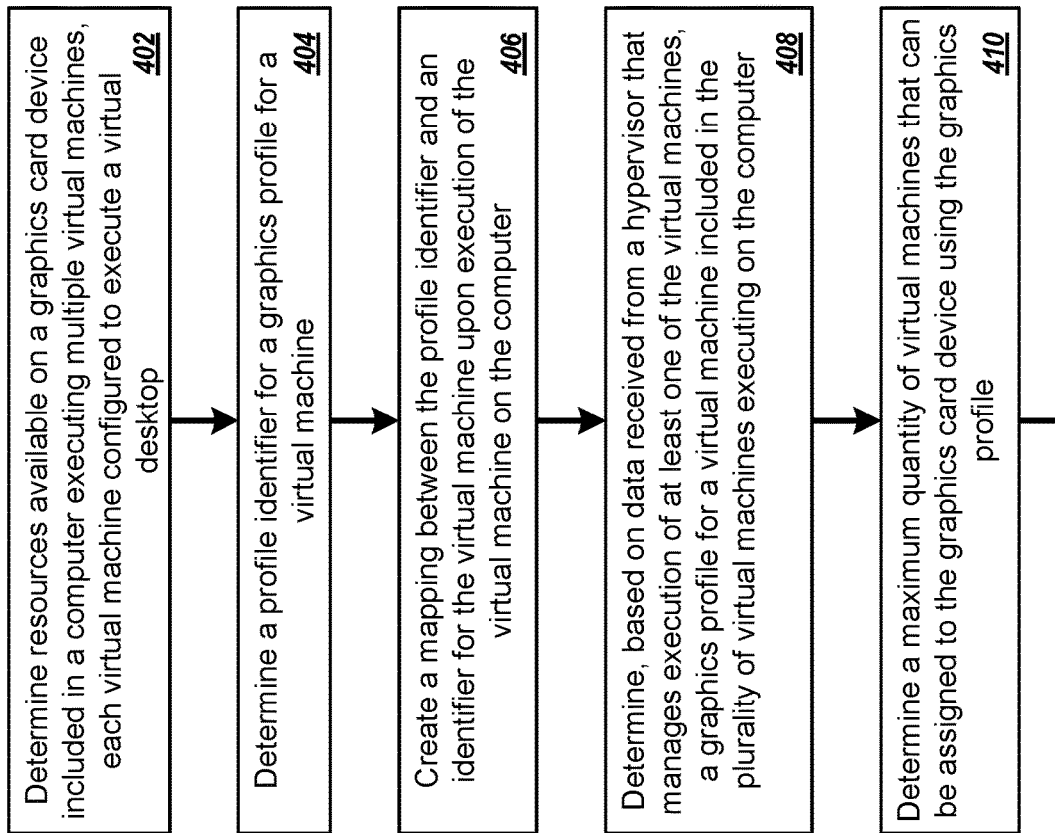 Determine resources available on a graphics card device
included in a computer executing multiple virtual machines,
each virtual machine configured to execute a virtual
desktop
402
Determine a profile identifier for a graphics profile for a
virtual machine
404
Create a mapping between the profile identifier and an
identifier for the virtual machine upon execution of the
virtual machine on the computer
406
Determine, based on data received from a hypervisor that
manages execution of at least one of the virtual machines,
a graphics profile for a virtual machine included in the
plurality of virtual machines executing on the computer
408
Determine a maximum quantity of virtual machines that can
be assigned to the graphics card device using the graphics
profile
410